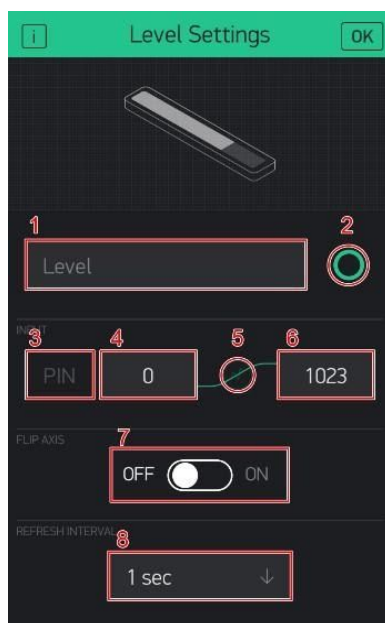 i Level Settings OK
1 2
Level
INPUT
3 4 5 6
PIN 0 1023
FLIP AXIS
7
OFF ON
REFRESH INTERVAL
8
1 sec